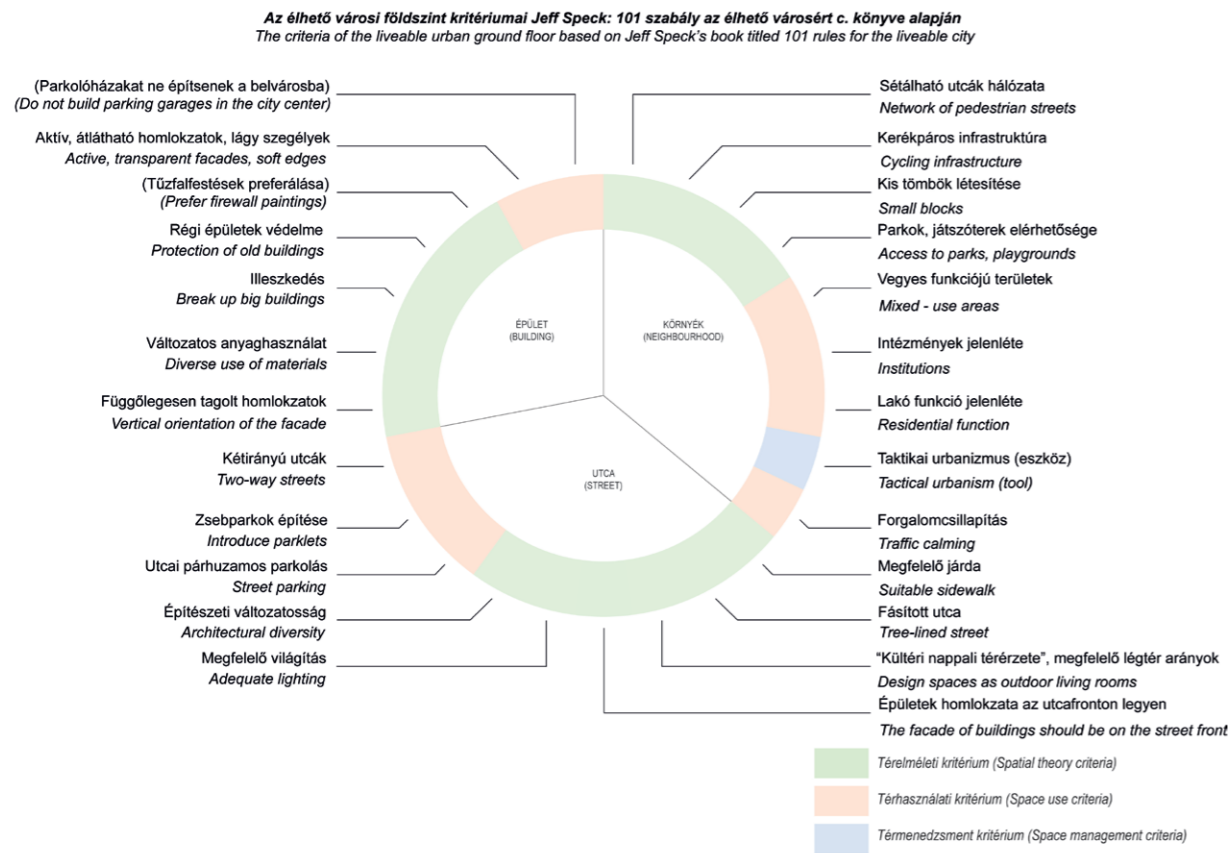 Az élhető városi földszint kritériumai Jeff Speck: 101 szabály az élhető városért c. könyve alapján
The criteria of the liveable urban ground floor based on Jeff Speck's book titled 101 rules for the liveable city
(Parkolóházakat ne építsenek a belvárosba)
(Do not build parking garages in the city center)
Aktív, átlátható homlokzatok, lágy szegélyek
Active, transparent facades, soft edges
(Tűzfalfestések preferálása)
(Prefer firewall paintings)
Régi épületek védelme
Protection of old buildings
Illeszkedés
Break up big buildings
Változatos anyaghasználat
Diverse use of materials
Függőlegesen tagolt homlokzatok
Vertical orientation of the facade
Kétirányú utcák
Two-way streets
Zsebparkok építése
Introduce parklets
Utcai párhuzamos parkolás
Street parking
Építészeti változatosság
Architectural diversity
Megfelelő világítás
Adequate lighting
ÉPÜLET
(BUILDING)
KÖRNYÉK
(NEIGHBOURHOOD)
UTCA
(STREET)
Sétálható utcák hálózata
Network of pedestrian streets
Kerékpáros infrastruktúra
Cycling infrastructure
Kis tömbök létesítése
Small blocks
Parkok, játszóterek elérhetősége
Access to parks, playgrounds
Vegyes funkciójú területek
Mixed - use areas
Intézmények jelenléte
Institutions
Lakó funkció jelenléte
Residential function
Taktikai urbanizmus (eszköz)
Tactical urbanism (tool)
Forgalomcsillapítás
Traffic calming
Megfelelő járda
Suitable sidewalk
Fásított utca
Tree-lined street
"Kültéri nappali térérzete", megfelelő légtér arányok
Design spaces as outdoor living rooms
Épületek homlokzata az utcafronton legyen
The facade of buildings should be on the street front
Térelméleti kritérium (Spatial theory criteria)
Térhasználati kritérium (Space use criteria)
Térmenedzsment kritérium (Space management criteria)